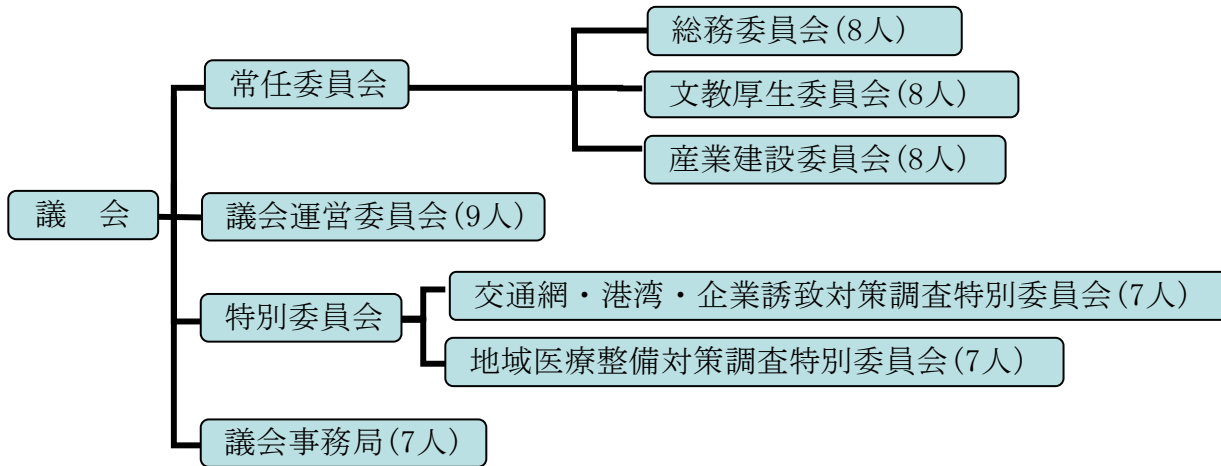 総務委員会(8人)
常任委員会
文教厚生委員会(8人)
産業建設委員会(8人)
議　会
議会運営委員会(9人)
交通網・港湾・企業誘致対策調査特別委員会(7人)
特別委員会
地域医療整備対策調査特別委員会(7人)
議会事務局(7人)